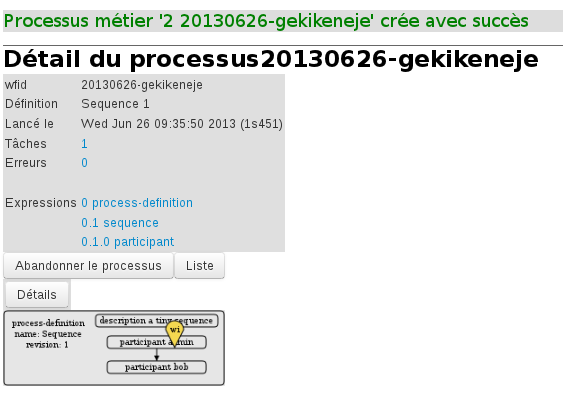 Processus métier '2 20130626-gekikeneje' crée avec succès
Détail du processus20130626-gekikeneje
wfid 20130626-gekikeneje
Définition Sequence 1
Lancé le Wed Jun 26 09:35:50 2013 (1s451)
Tâches 1
Erreurs 0
Expressions 0 process-definition
0.1 sequence
0.1.0 participant
Abandonner le processus Liste
Détails
process-definition
name: Sequence
revision: 1
description a tiny sequence
wi
participant admin
participant bob